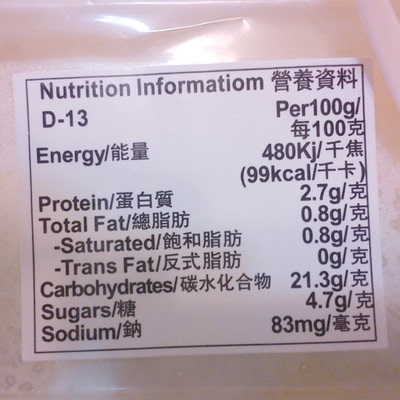 Nutrition Informatiom 營養資料
D-13 Per100g/
每100克
Energy/能量 480Kj/千焦
(99kcal/千卡)
Protein/蛋白質 2.7g/克
Total Fat/總脂肪 0.8g/克
-Saturated/飽和脂肪 0.8g/克
-Trans Fat/反式脂肪 0g/克
Carbohydrates/碳水化合物 21.3g/克
Sugars/糖 4.7g/克
Sodium/鈉 83mg/毫克